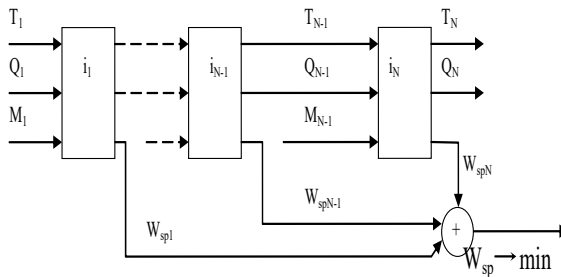 T1 TN-1 TN
i1 iN-1 iN
Q1 QN-1 QN
M1 MN-1
WspN
WspN-1
Wsp1
+
Wsp → min